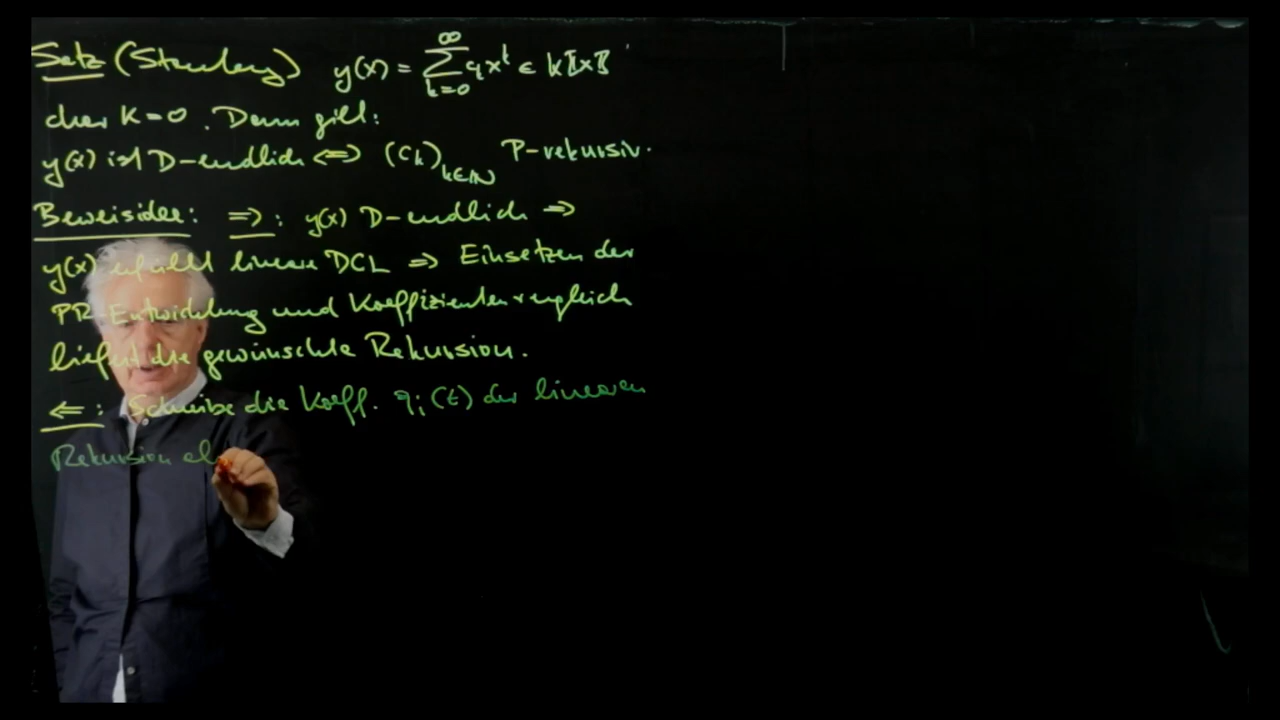 Satz (Stanley) y(x) = ∑_{k=0}^{∞} c_k x^k ∈ K⟦x⟧
char K = 0. Dann gilt:
y(x) ist D-endlich ⇔ (c_k)_{k∈ℕ} P-rekursiv.
Beweisidee: ⇒: y(x) D-endlich ⇒
y(x) erfüllt lineare DGL ⇒ Einsetzen der
PR-Entwicklung und Koeffizientenvergleich
liefert die gewünschte Rekursion.
⇐: Schreibe die Koeff. q_i(t) der linearen
Rekursion al